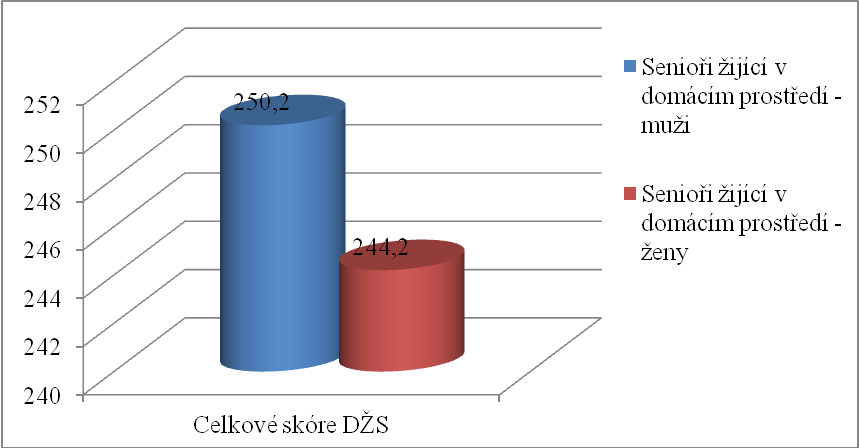 252
250
248
246
244
242
240
250,2
244,2
Celkové skóre DŽS
Senioři žijící v
domácím prostředí -
muži
Senioři žijící v
domácím prostředí -
ženy